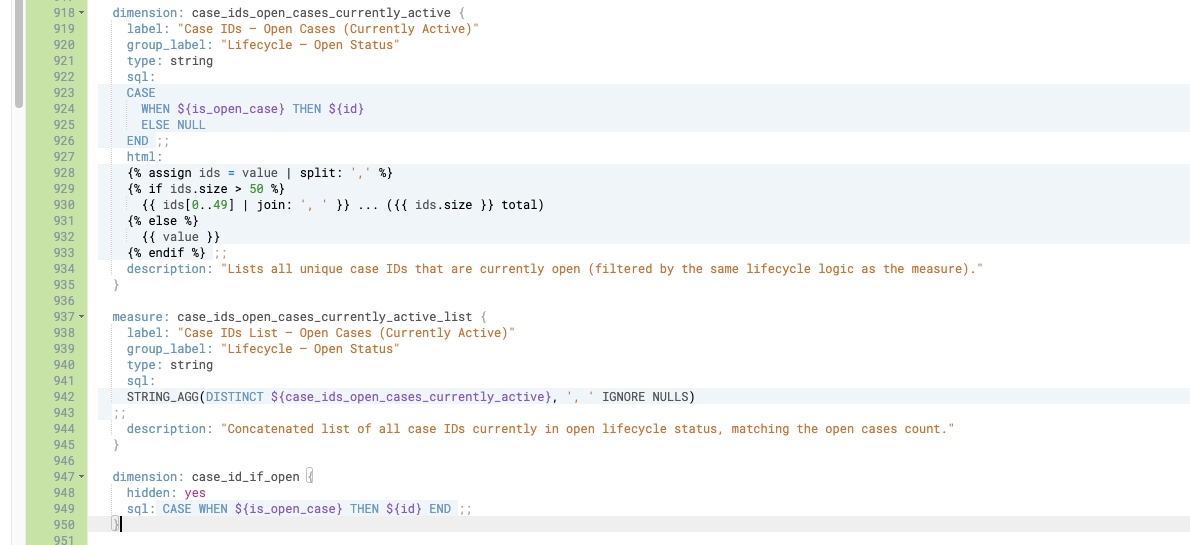 918 dimension: case_ids_open_cases_currently_active {
919 label: "Case IDs – Open Cases (Currently Active)"
920 group_label: "Lifecycle – Open Status"
921 type: string
922 sql:
923 CASE
924 WHEN ${is_open_case} THEN ${id}
925 ELSE NULL
926 END ;;
927 html:
928 {% assign ids = value | split: ',' %}
929 {% if ids.size > 50 %}
930 {{ ids[0..49] | join: ', ' }} ... ({{ ids.size }} total)
931 {% else %}
932 {{ value }}
933 {% endif %} ;;
934 description: "Lists all unique case IDs that are currently open (filtered by the same lifecycle logic as the measure)."
935 }
936
937 measure: case_ids_open_cases_currently_active_list {
938 label: "Case IDs List – Open Cases (Currently Active)"
939 group_label: "Lifecycle – Open Status"
940 type: string
941 sql:
942 STRING_AGG(DISTINCT ${case_ids_open_cases_currently_active}, ', ' IGNORE NULLS)
943 ;;
944 description: "Concatenated list of all case IDs currently in open lifecycle status, matching the open cases count."
945 }
946
947 dimension: case_id_if_open {
948 hidden: yes
949 sql: CASE WHEN ${is_open_case} THEN ${id} END ;;
950 }
951